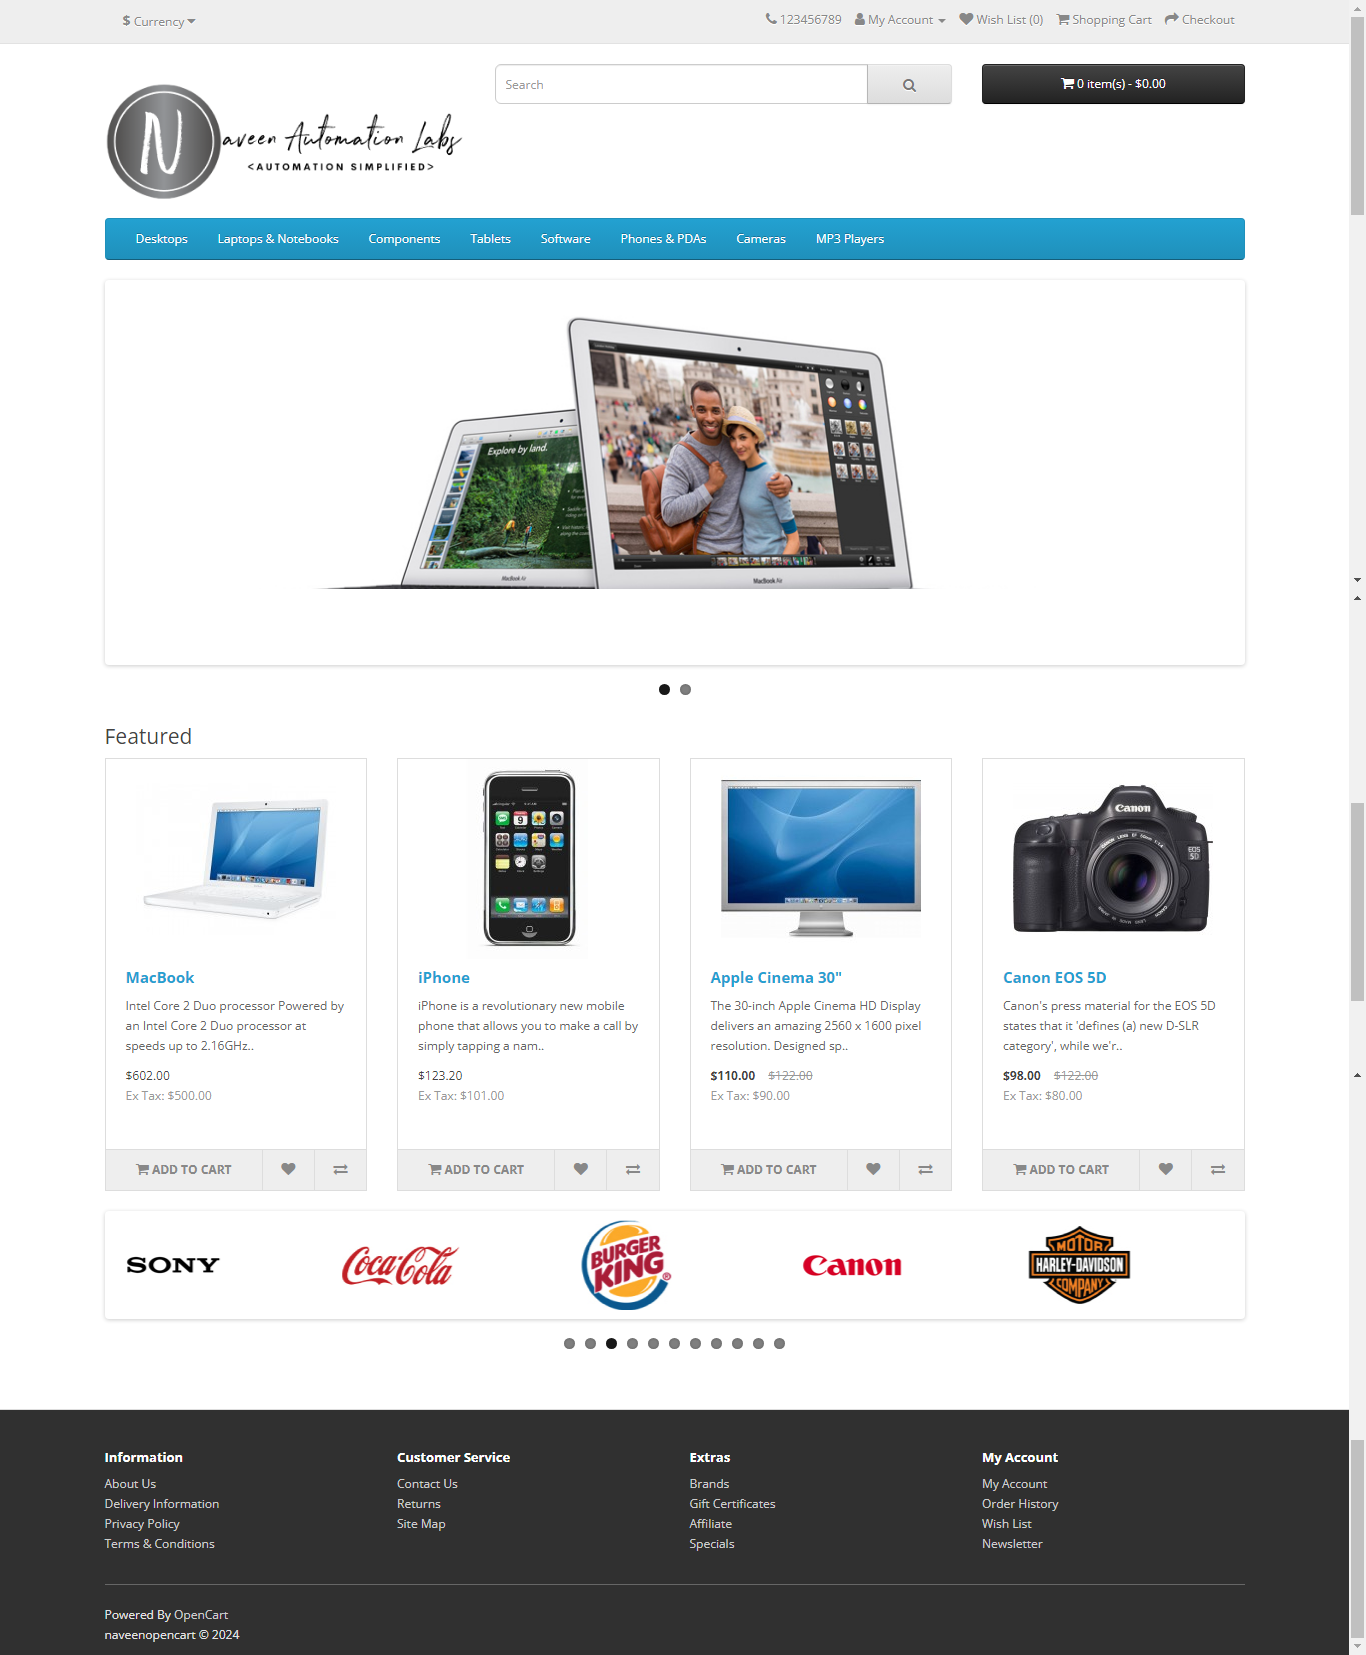 $ Currency
123456789 My Account Wish List (0) Shopping Cart Checkout
Search
0 item(s) - $0.00
N
aveen Automation Labs
<AUTOMATION SIMPLIFIED>
Desktops Laptops & Notebooks Components Tablets Software Phones & PDAs Cameras MP3 Players
Explore by land.
MacBook Air
MacBook Air
Featured
Canon
EOS
5D
MacBook
Intel Core 2 Duo processor Powered by
an Intel Core 2 Duo processor at
speeds up to 2.16GHz..
$602.00
Ex Tax: $500.00
ADD TO CART
iPhone
iPhone is a revolutionary new mobile
phone that allows you to make a call by
simply tapping a nam..
$123.20
Ex Tax: $101.00
ADD TO CART
Apple Cinema 30"
The 30-inch Apple Cinema HD Display
delivers an amazing 2560 x 1600 pixel
resolution. Designed sp..
$110.00 $122.00
Ex Tax: $90.00
ADD TO CART
Canon EOS 5D
Canon's press material for the EOS 5D
states that it 'defines (a) new D-SLR
category', while we'r..
$98.00 $122.00
Ex Tax: $80.00
ADD TO CART
SONY
Coca-Cola
BURGER
KING
®
Canon
MOTOR
HARLEY-DAVIDSON
COMPANY
Information
About Us
Delivery Information
Privacy Policy
Terms & Conditions
Customer Service
Contact Us
Returns
Site Map
Extras
Brands
Gift Certificates
Affiliate
Specials
My Account
My Account
Order History
Wish List
Newsletter
Powered By OpenCart
naveenopencart © 2024